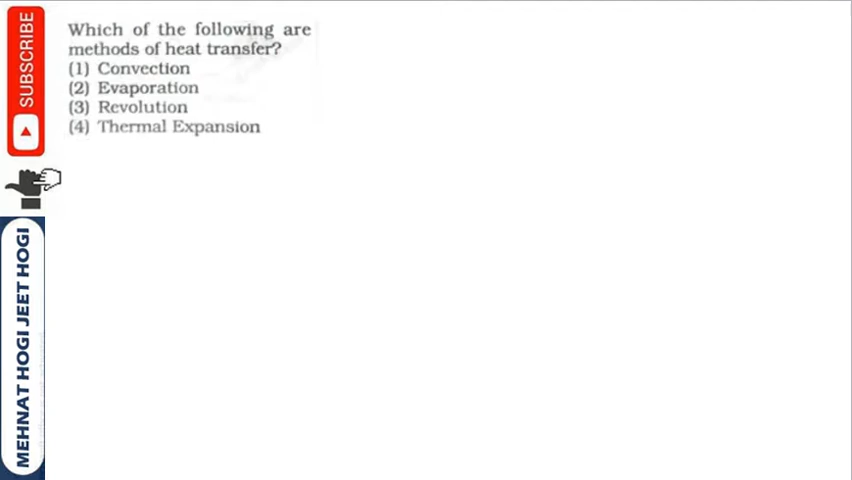 SUBSCRIBE
MEHNAT HOGI JEET HOGI
Which of the following are
methods of heat transfer?
(1) Convection
(2) Evaporation
(3) Revolution
(4) Thermal Expansion